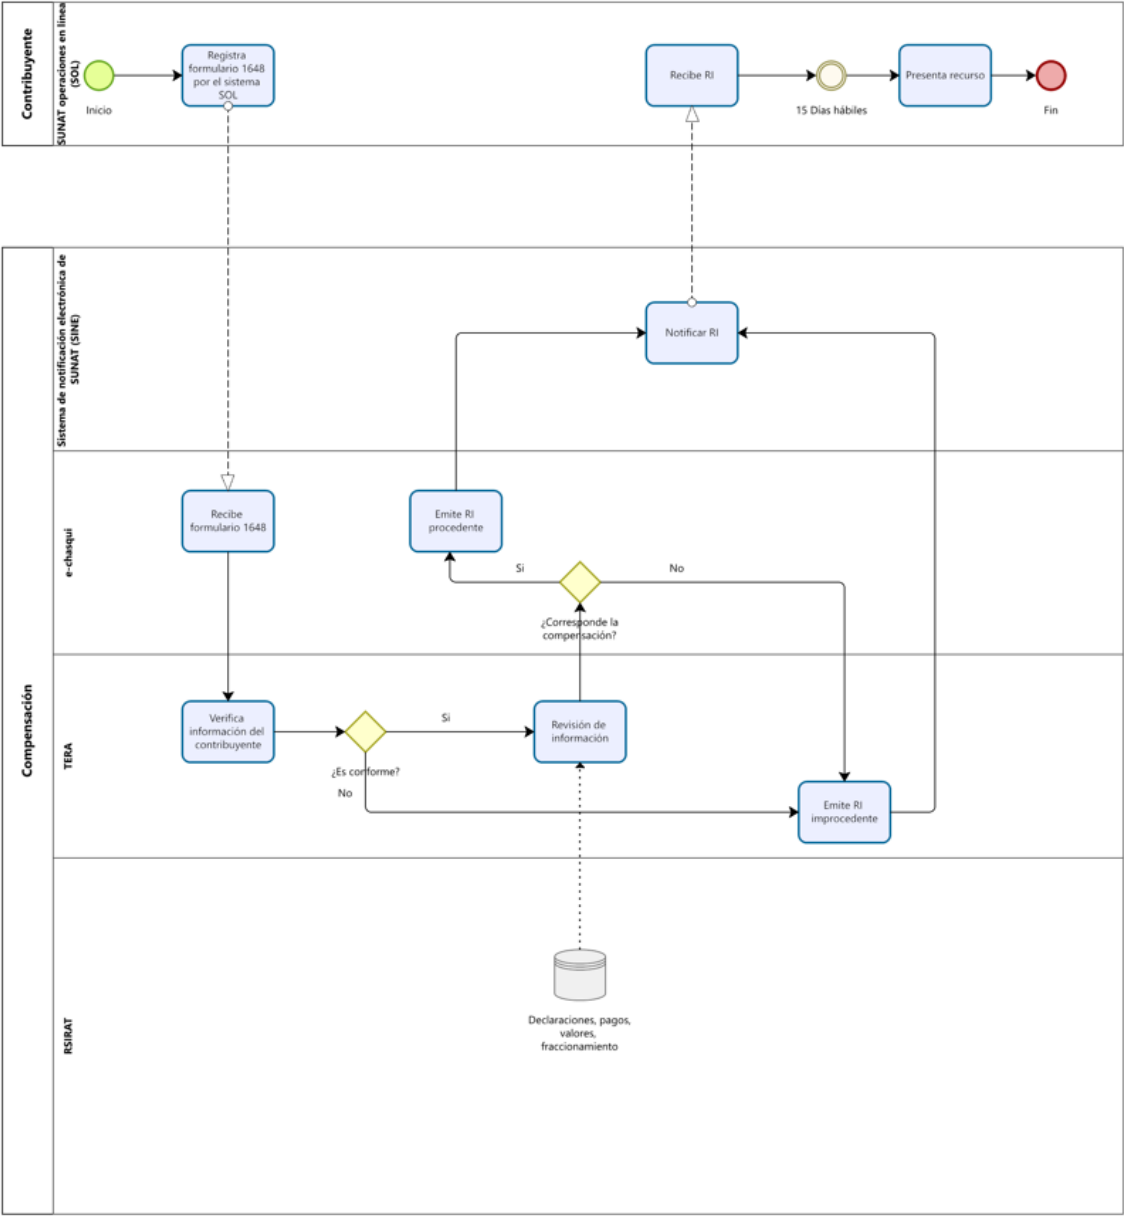 Contribuyente
SUNAT operaciones en línea
(SOL)
Inicio
Registra
formulario 1648
por el sistema
SOL
Recibe RI
15 Días hábiles
Presenta recurso
Fin
Compensación
Sistema de notificación electrónica de
SUNAT (SINE)
Notificar RI
e-chasqui
Recibe
formulario 1648
Emite RI
procedente
Si
No
¿Corresponde la
compensación?
TERA
Verifica
información del
contribuyente
¿Es conforme?
Si
No
Revisión de
información
Emite RI
improcedente
RSIRAT
Declaraciones, pagos,
valores,
fraccionamiento